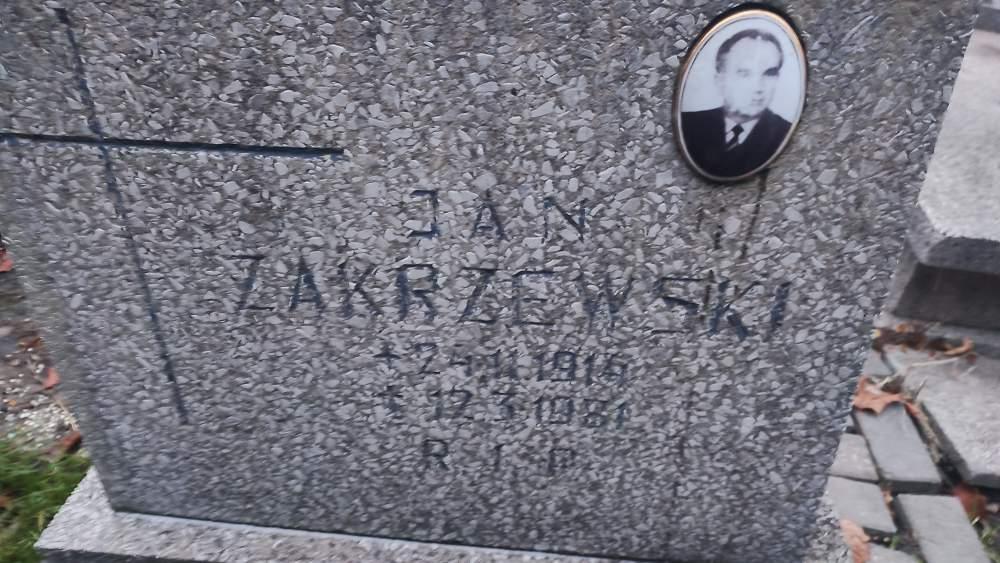 JAN
ZAKRZEWSKI
† 12.3.1981
R I P